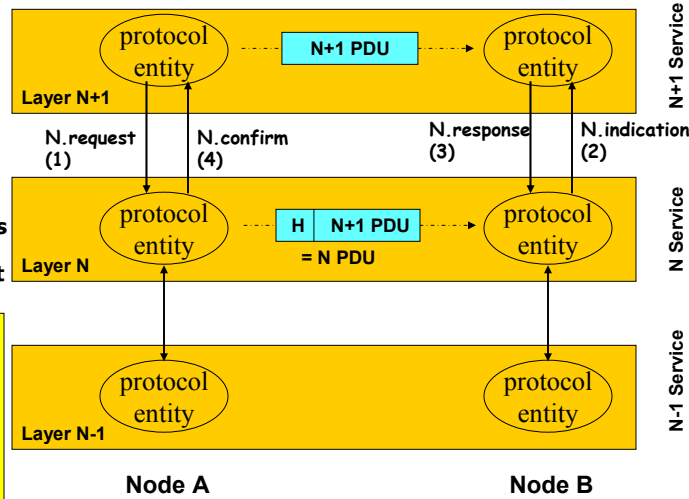 protocol
entity
N+1 PDU
protocol
entity
Layer N+1
N+1 Service
N.request
(1)
N.confirm
(4)
N.response
(3)
N.indication
(2)
s
t
protocol
entity
H
N+1 PDU
= N PDU
protocol
entity
Layer N
N Service
protocol
entity
protocol
entity
Layer N-1
N-1 Service
Node A
Node B